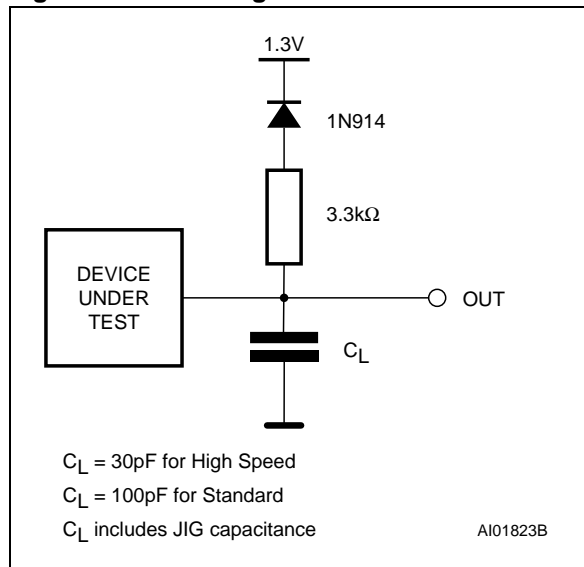 1.3V
1N914
3.3kΩ
DEVICE
UNDER
TEST
OUT
CL
CL = 30pF for High Speed
CL = 100pF for Standard
CL includes JIG capacitance
AI01823B